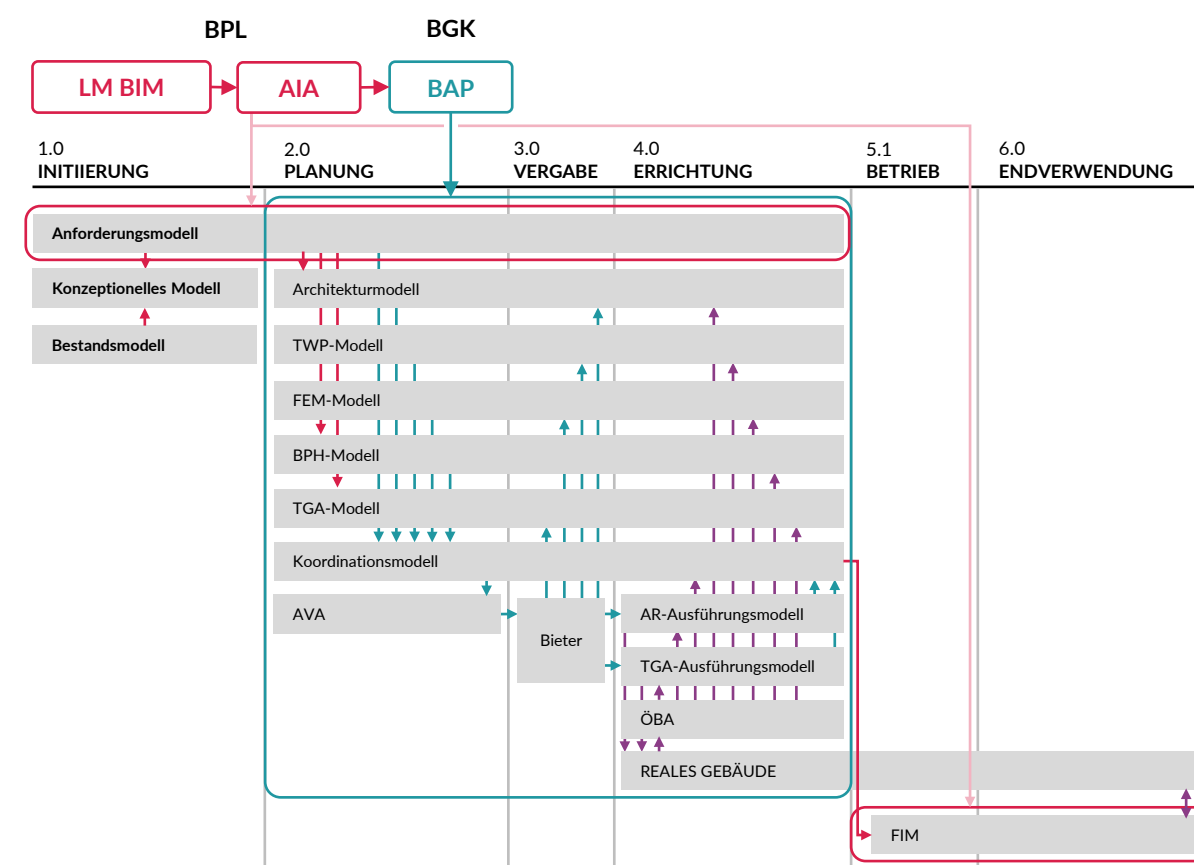 BPL
BGK
LM BIM
AIA
BAP
1.0
INITIIERUNG
2.0
PLANUNG
3.0
VERGABE
4.0
ERRICHTUNG
5.1
BETRIEB
6.0
ENDVERWENDUNG
Anforderungsmodell
Konzeptionelles Modell
Architekturmodell
Bestandsmodell
TWP-Modell
FEM-Modell
BPH-Modell
TGA-Modell
Koordinationsmodell
AVA
Bieter
AR-Ausführungsmodell
TGA-Ausführungsmodell
ÖBA
REALES GEBÄUDE
FIM